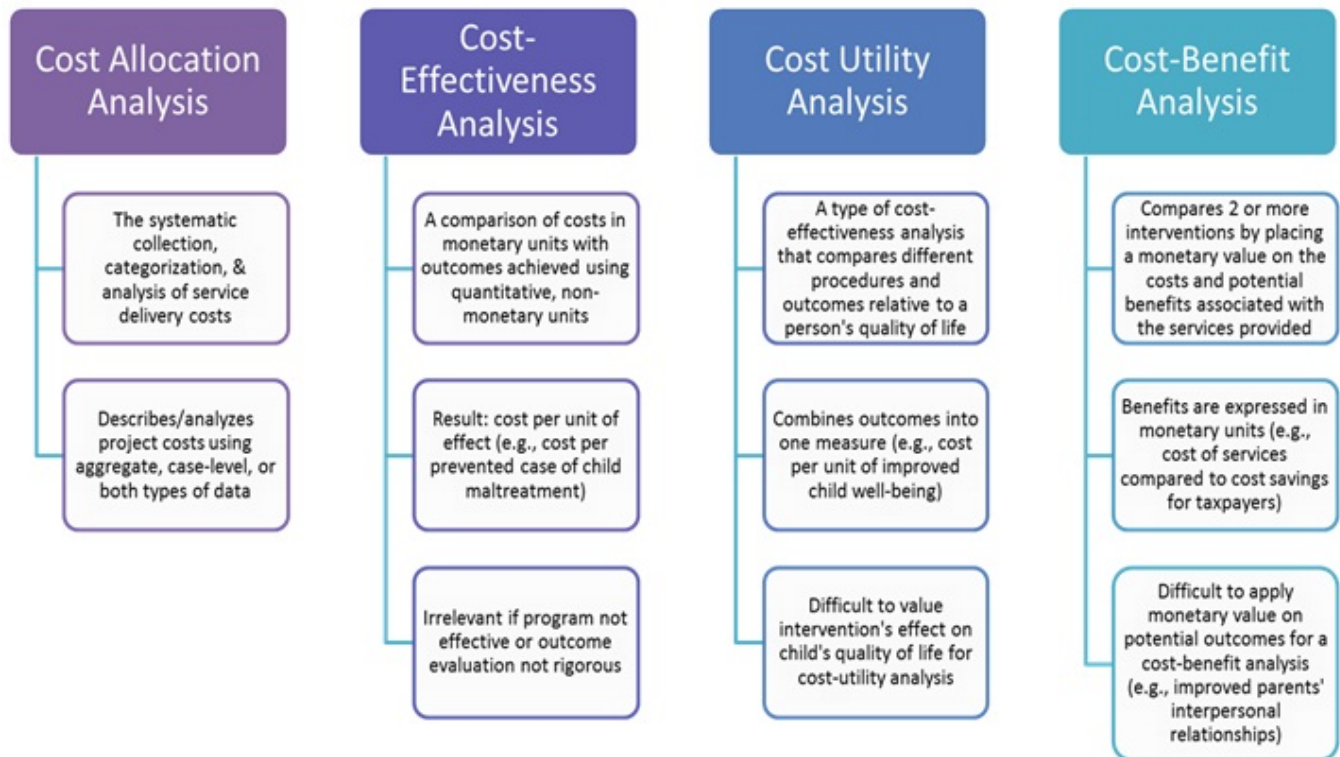 Cost Allocation
Analysis
The systematic
collection,
categorization, &
analysis of service
delivery costs
Describes/analyzes
project costs using
aggregate, case-level, or
both types of data
Cost-
Effectiveness
Analysis
A comparison of costs in
monetary units with
outcomes achieved using
quantitative, non-
monetary units
Result: cost per unit of
effect (e.g., cost per
prevented case of child
maltreatment)
Irrelevant if program not
effective or outcome
evaluation not rigorous
Cost Utility
Analysis
A type of cost-
effectiveness analysis
that compares different
procedures and
outcomes relative to a
person's quality of life
Combines outcomes into
one measure (e.g., cost
per unit of improved
child well-being)
Difficult to value
intervention's effect on
child's quality of life for
cost-utility analysis
Cost-Benefit
Analysis
Compares 2 or more
interventions by placing
a monetary value on the
costs and potential
benefits associated with
the services provided
Benefits are expressed in
monetary units (e.g.,
cost of services
compared to cost savings
for taxpayers)
Difficult to apply
monetary value on
potential outcomes for a
cost-benefit analysis
(e.g., improved parents'
interpersonal
relationships)